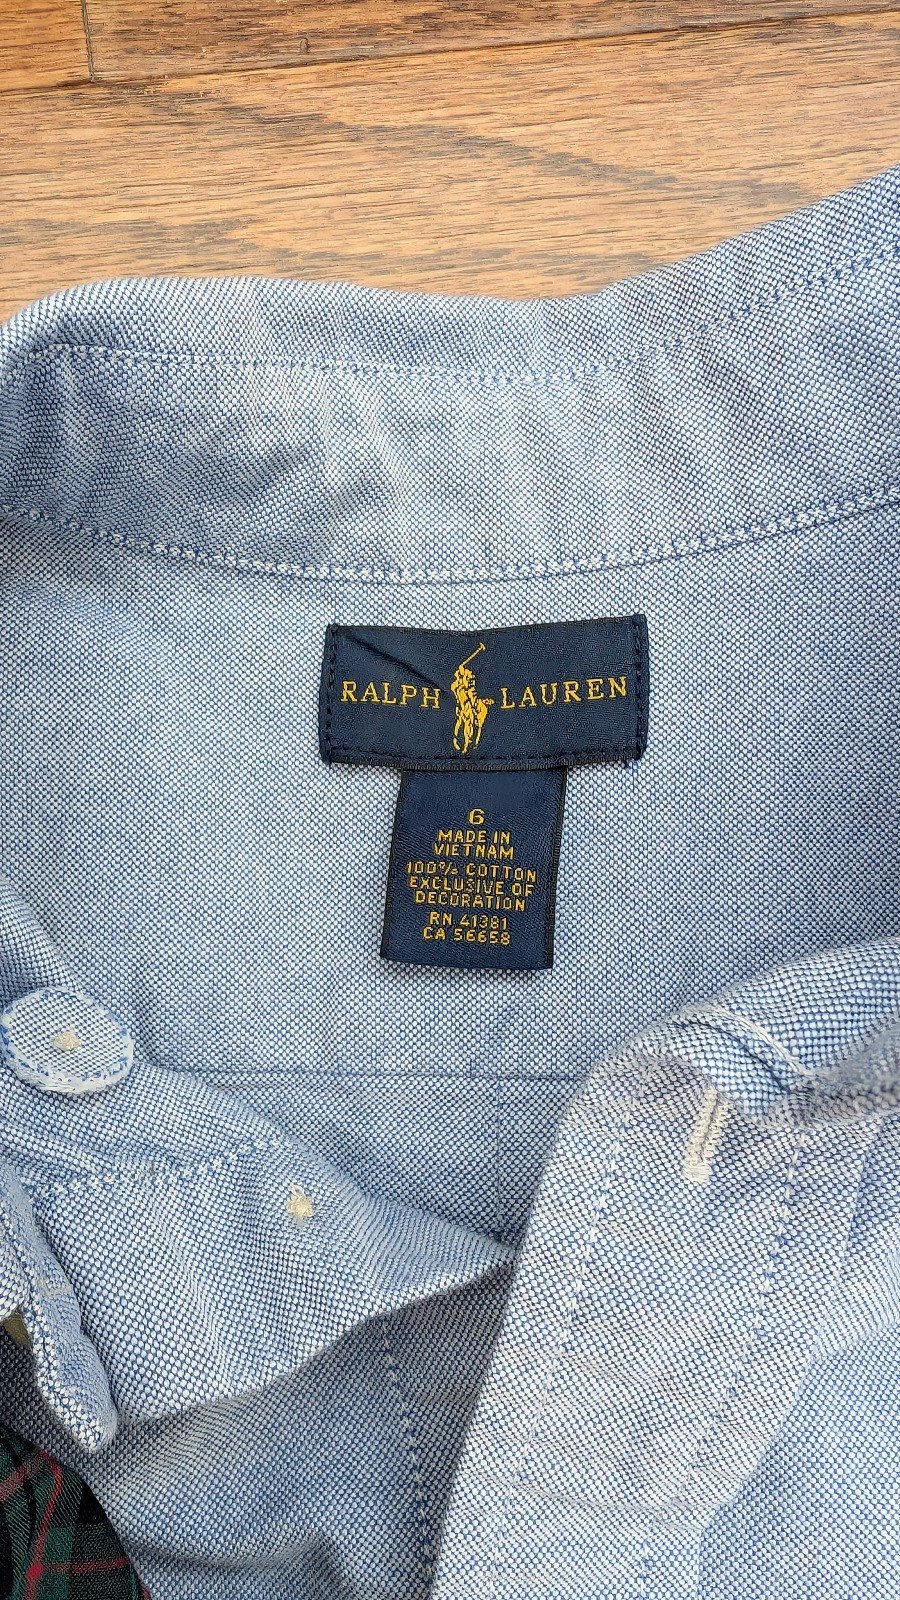 RALPH LAUREN
6
MADE IN
VIETNAM
100% COTTON
EXCLUSIVE OF
DECORATION
RN 41381
CA 56658